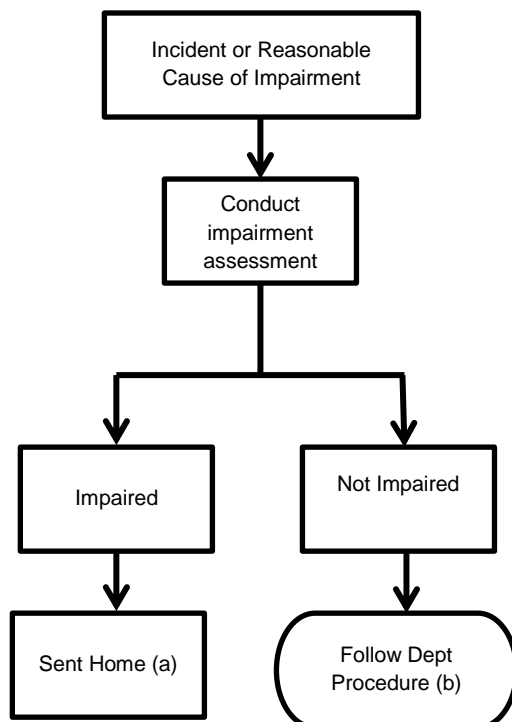 Incident or Reasonable
Cause of Impairment
Conduct
impairment
assessment
Impaired
Not Impaired
Sent Home (a)
Follow Dept
Procedure (b)